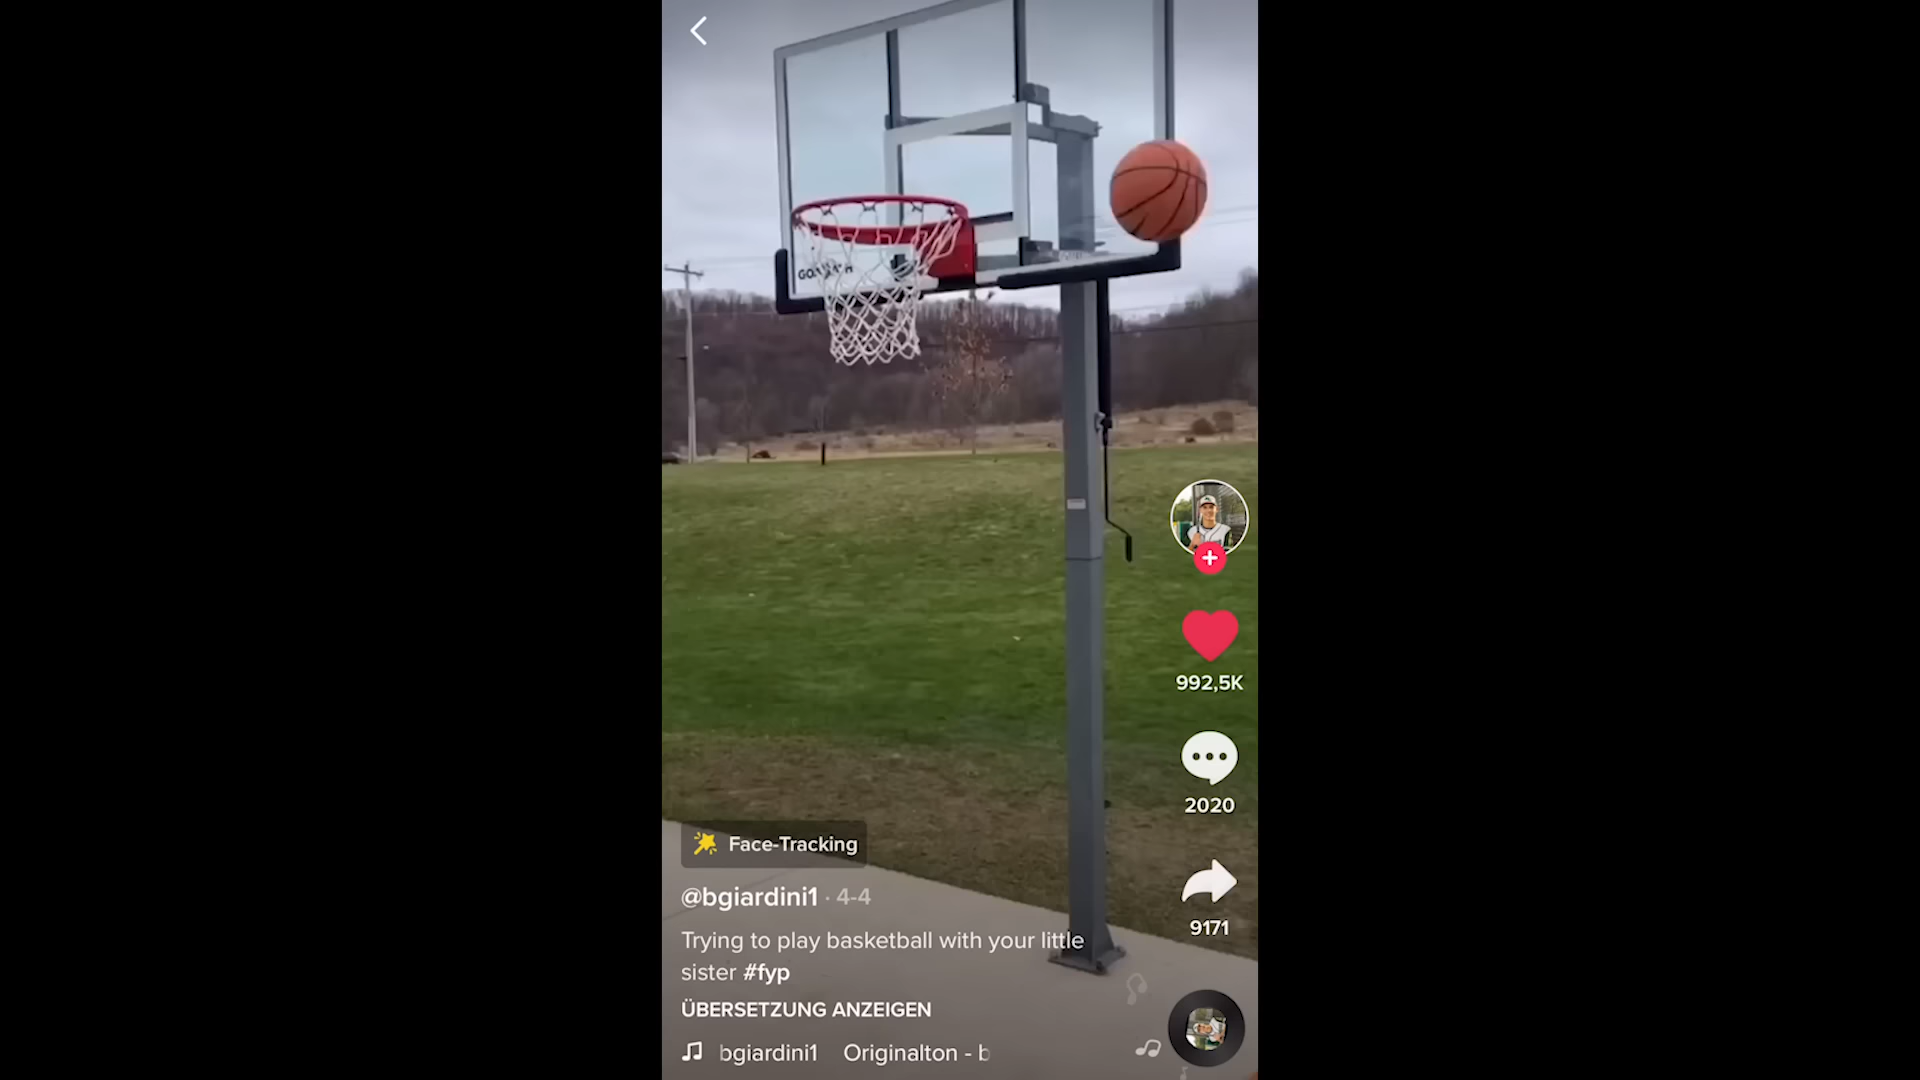 992,5K
2020
9171
Face-Tracking
@bgiardini1 · 4-4
Trying to play basketball with your little
sister #fyp
ÜBERSETZUNG ANZEIGEN
bgiardini1 Originalton - b